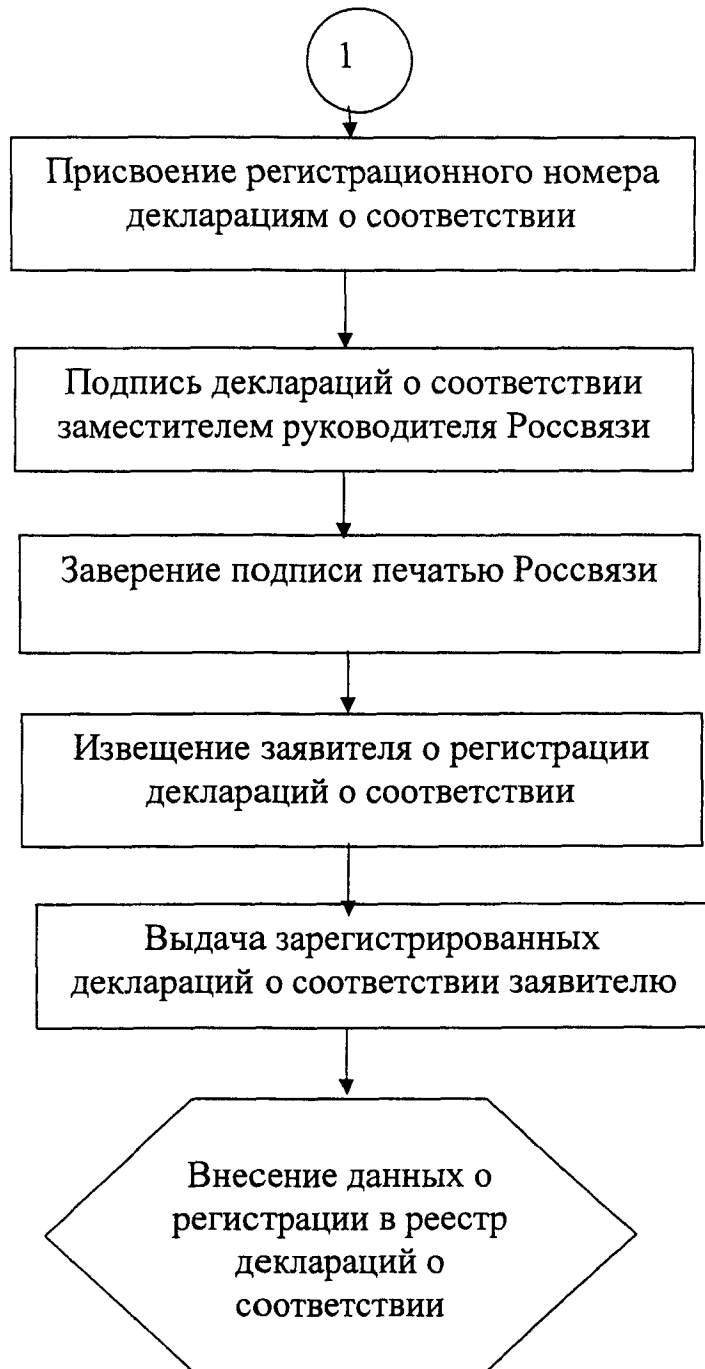 1
Присвоение регистрационного номера
декларациям о соответствии
Подпись деклараций о соответствии
заместителем руководителя Россвязи
Заверение подписи печатью Россвязи
Извещение заявителя о регистрации
деклараций о соответствии
Выдача зарегистрированных
деклараций о соответствии заявителю
Внесение данных о
регистрации в реестр
деклараций о
соответствии